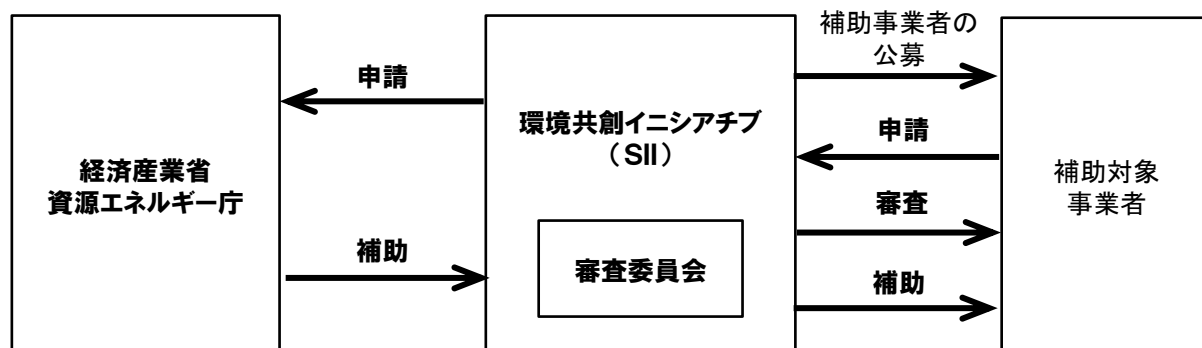 経済産業省
資源エネルギー庁
申請
補助
環境共創イニシアチブ
（SII）
審査委員会
補助事業者の
公募
申請
審査
補助
補助対象
事業者